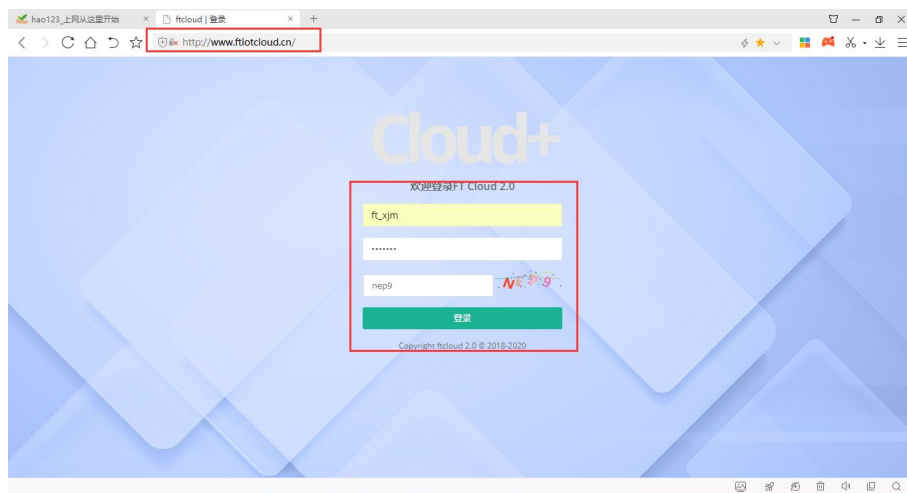 hao123_上网从这里开始
ftcloud | 登录
http://www.ftiotcloud.cn/
Cloud+
欢迎登录FT Cloud 2.0
ft_xjm
•••••••
nep9
NEP9
登录
Copyright ftcloud 2.0 © 2018-2020